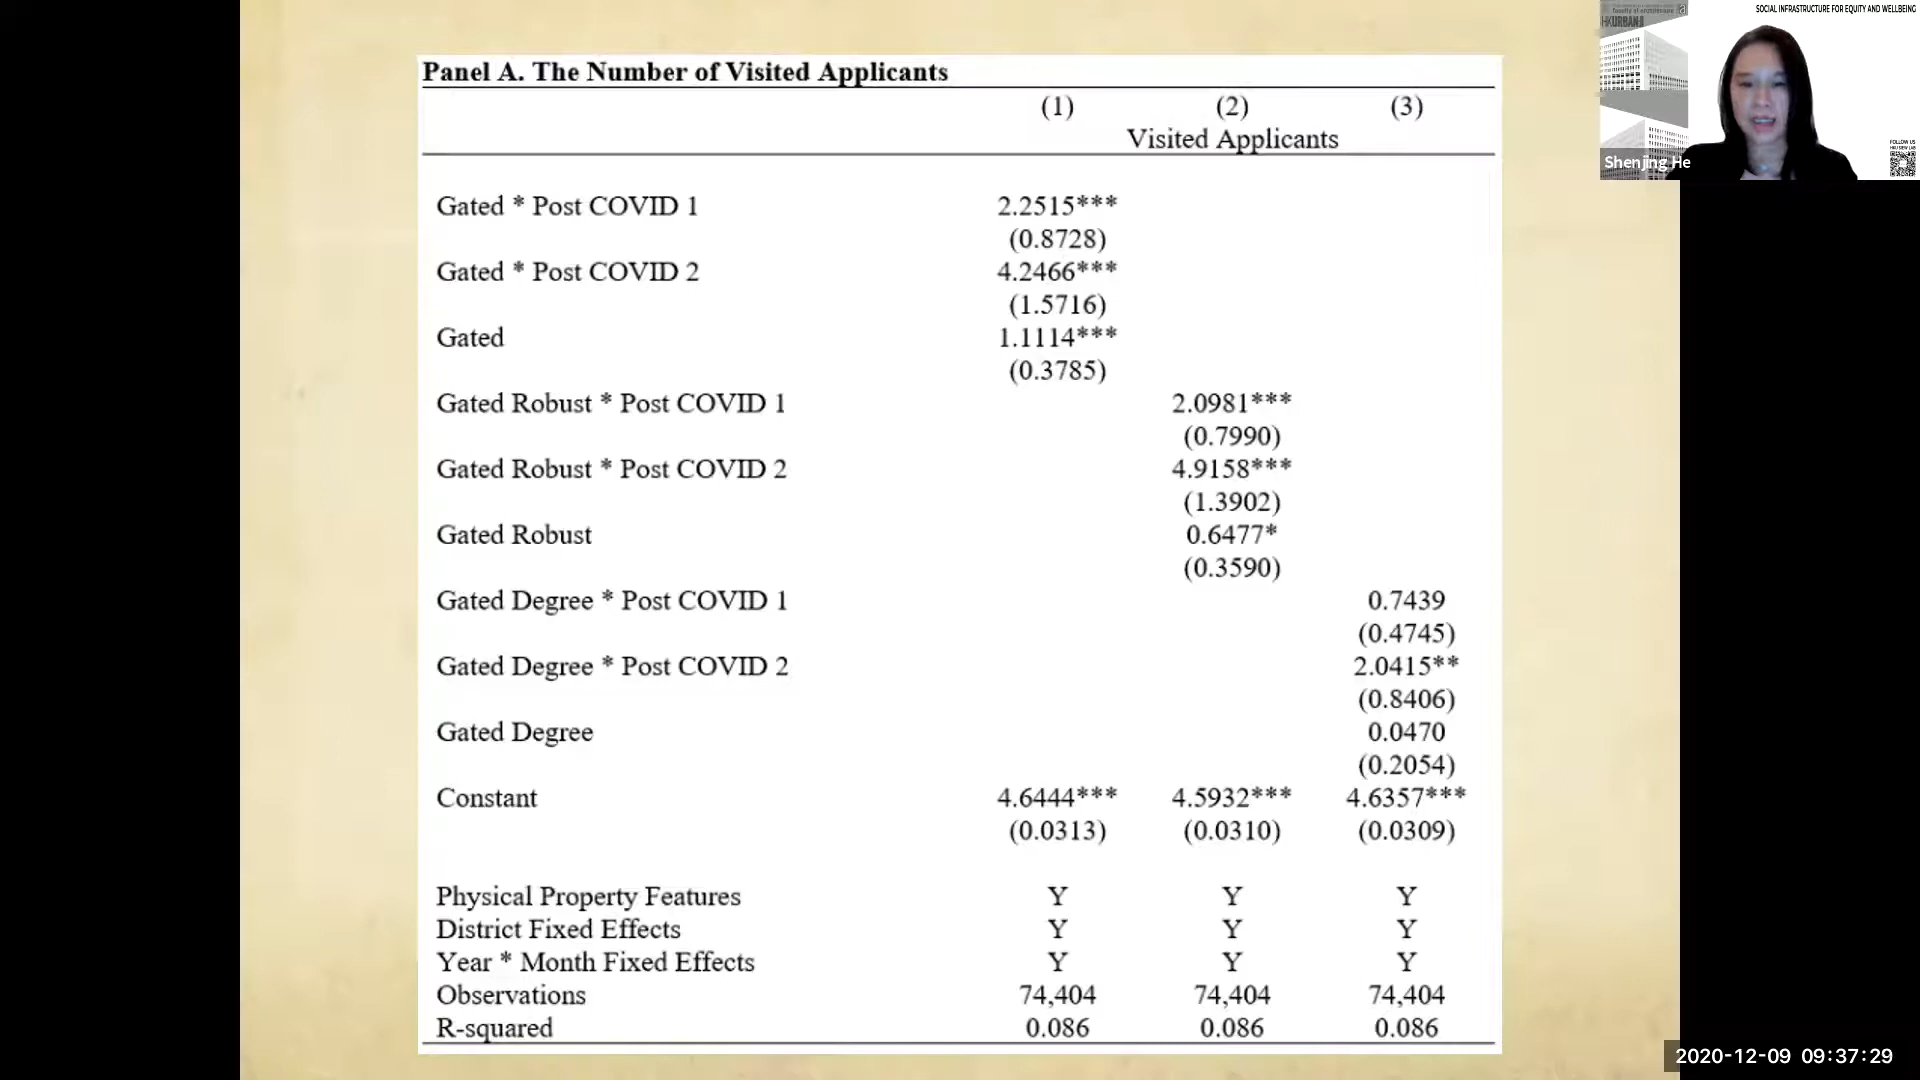 Panel A. The Number of Visited Applicants
(1) (2) (3)
Visited Applicants
Gated * Post COVID 1 2.2515***
(0.8728)
Gated * Post COVID 2 4.2466***
(1.5716)
Gated 1.1114***
(0.3785)
Gated Robust * Post COVID 1 2.0981***
(0.7990)
Gated Robust * Post COVID 2 4.9158***
(1.3902)
Gated Robust 0.6477*
(0.3590)
Gated Degree * Post COVID 1 0.7439
(0.4745)
Gated Degree * Post COVID 2 2.0415**
(0.8406)
Gated Degree 0.0470
(0.2054)
Constant 4.6444*** 4.5932*** 4.6357***
(0.0313) (0.0310) (0.0309)
Physical Property Features Y Y Y
District Fixed Effects Y Y Y
Year * Month Fixed Effects Y Y Y
Observations 74,404 74,404 74,404
R-squared 0.086 0.086 0.086
SOCIAL INFRASTRUCTURE FOR EQUITY AND WELLBEING
faculty of architecture
HKURBAN
Shenjing He
FOLLOW US
2020-12-09 09:37:29